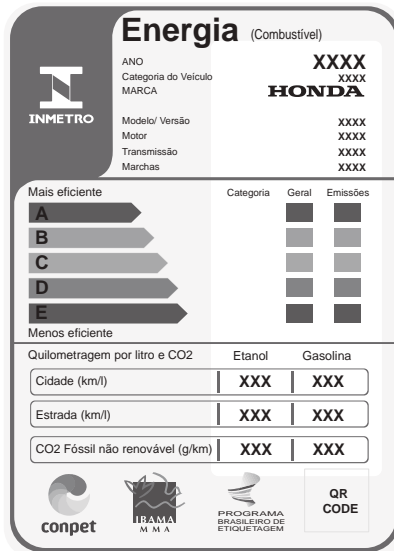 Energia (Combustível)
ANO XXXX
Categoria do Veículo XXXX
MARCA HONDA
INMETRO
Modelo/ Versão XXXX
Motor XXXX
Transmissão XXXX
Marchas XXXX
Mais eficiente Categoria Geral Emissões
A
B
C
D
E
Menos eficiente
Quilometragem por litro e CO2 Etanol Gasolina
Cidade (km/l) XXX XXX
Estrada (km/l) XXX XXX
CO2 Fóssil não renovável (g/km) XXX XXX
conpet
IBAMA
M M A
PROGRAMA
BRASILEIRO DE
ETIQUETAGEM
QR
CODE